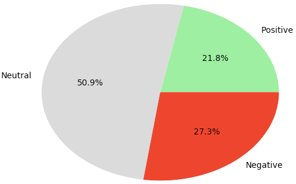 Positive
21.8%
Neutral
50.9%
27.3%
Negative